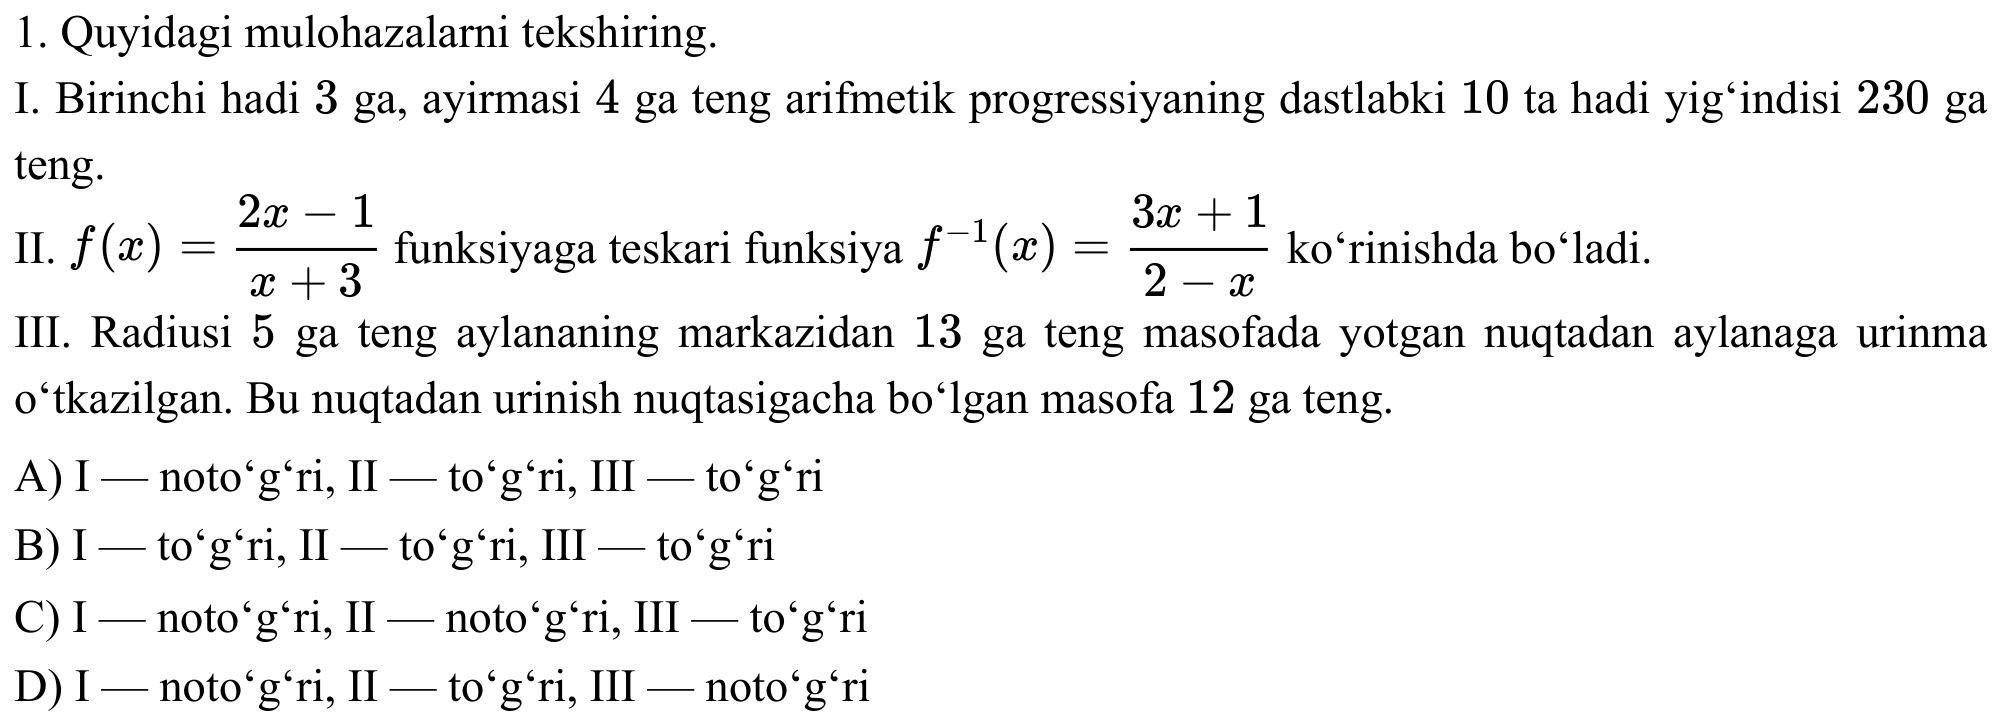 1. Quyidagi mulohazalarni tekshiring.
I. Birinchi hadi 3 ga, ayirmasi 4 ga teng arifmetik progressiyaning dastlabki 10 ta hadi yig‘indisi 230 ga
teng.
II. f(x) = \frac{2x − 1}{x + 3} funksiyaga teskari funksiya f^{−1}(x) = \frac{3x + 1}{2 − x} ko‘rinishda bo‘ladi.
III. Radiusi 5 ga teng aylananing markazidan 13 ga teng masofada yotgan nuqtadan aylanaga urinma
o‘tkazilgan. Bu nuqtadan urinish nuqtasigacha bo‘lgan masofa 12 ga teng.
A) I — noto‘g‘ri, II — to‘g‘ri, III — to‘g‘ri
B) I — to‘g‘ri, II — to‘g‘ri, III — to‘g‘ri
C) I — noto‘g‘ri, II — noto‘g‘ri, III — to‘g‘ri
D) I — noto‘g‘ri, II — to‘g‘ri, III — noto‘g‘ri